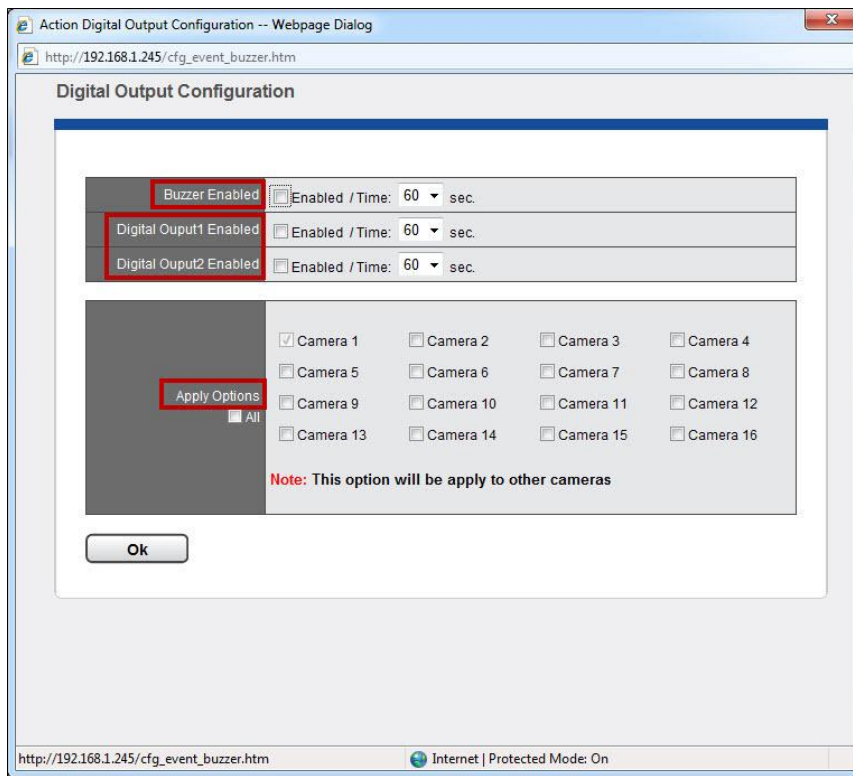 Action Digital Output Configuration -- Webpage Dialog
http://192.168.1.245/cfg_event_buzzer.htm
Digital Output Configuration
Buzzer Enabled Enabled / Time: 60 sec.
Digital Ouput1 Enabled Enabled / Time: 60 sec.
Digital Ouput2 Enabled Enabled / Time: 60 sec.
Apply Options
All
Camera 1 Camera 2 Camera 3 Camera 4
Camera 5 Camera 6 Camera 7 Camera 8
Camera 9 Camera 10 Camera 11 Camera 12
Camera 13 Camera 14 Camera 15 Camera 16
Note: This option will be apply to other cameras
Ok
http://192.168.1.245/cfg_event_buzzer.htm Internet | Protected Mode: On